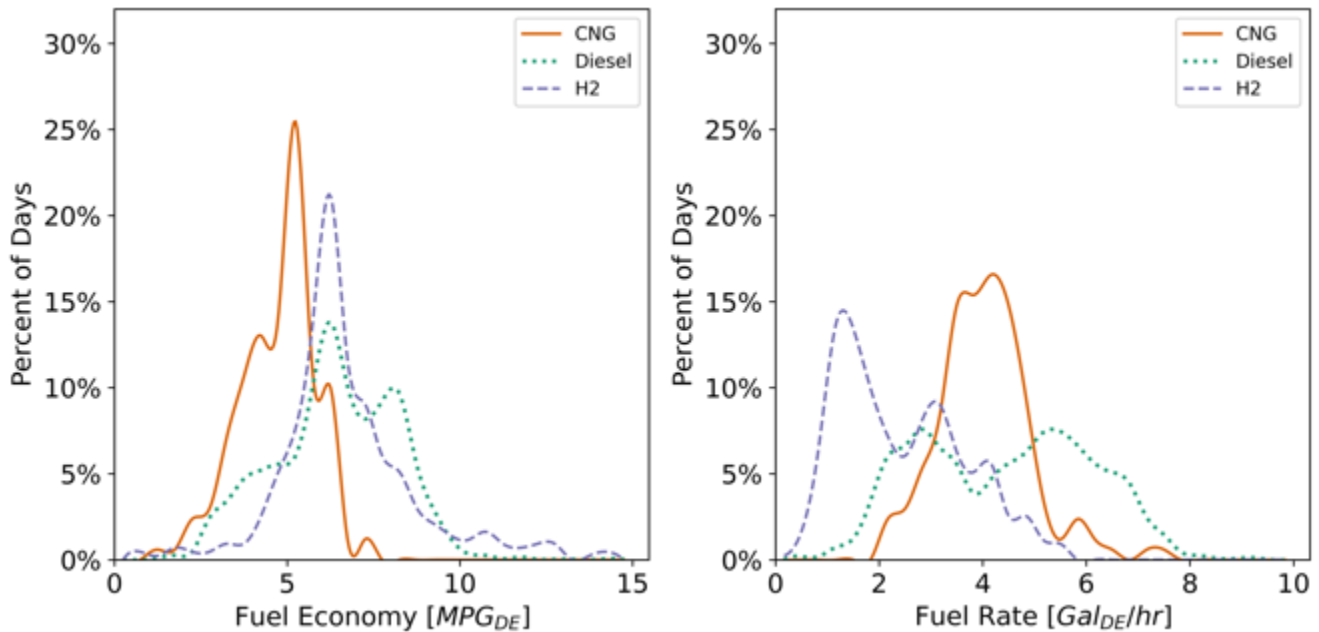 30%
25%
20%
15%
10%
5%
0%
Percent of Days
0 5 10 15
Fuel Economy [MPG_DE]
CNG
Diesel
H2
30%
25%
20%
15%
10%
5%
0%
Percent of Days
0 2 4 6 8 10
Fuel Rate [Gal_DE/hr]
CNG
Diesel
H2